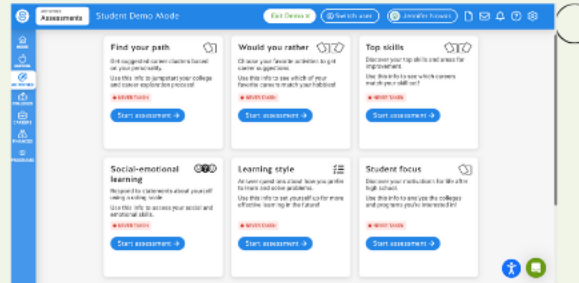 Assessments
Student Demo Mode
Exit Demo
Switch user
Jennifer Nowak
Find your path
Get suggested career clusters based
on your personality.
Use this info to jumpstart your college
and career exploration process!
NEVER TAKEN
Start assessment →
Would you rather
Choose your favorite activities to get
career suggestions.
Use this info to see which of your
favorite careers match your hobbies!
NEVER TAKEN
Start assessment →
Top skills
Discover your top skills and areas for
improvement.
Use this info to see which careers
match your skill set!
NEVER TAKEN
Start assessment →
Social-emotional
learning
Respond to statements about yourself
using a rating scale.
Use this info to assess your social and
emotional skills.
NEVER TAKEN
Start assessment →
Learning style
Answer questions about how you prefer
to learn and solve problems.
Use this info to set yourself up for more
effective learning in the future!
NEVER TAKEN
Start assessment →
Student focus
Discover your motivations for life after
high school.
Use this info to analyze the colleges
and programs you're interested in!
NEVER TAKEN
Start assessment →